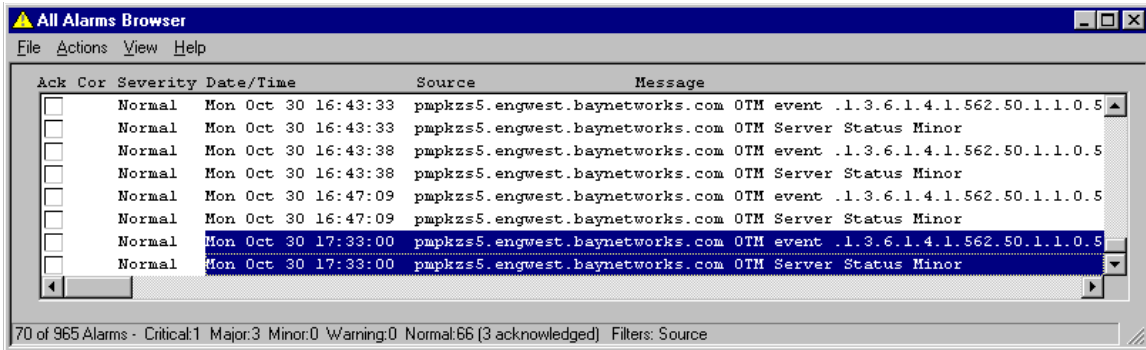 All Alarms Browser
File Actions View Help
Ack Cor Severity Date/Time Source Message
Normal Mon Oct 30 16:43:33 pmpkzs5.engwest.baynetworks.com OTM event .1.3.6.1.4.1.562.50.1.1.0.5
Normal Mon Oct 30 16:43:33 pmpkzs5.engwest.baynetworks.com OTM Server Status Minor
Normal Mon Oct 30 16:43:38 pmpkzs5.engwest.baynetworks.com OTM event .1.3.6.1.4.1.562.50.1.1.0.5
Normal Mon Oct 30 16:43:38 pmpkzs5.engwest.baynetworks.com OTM Server Status Minor
Normal Mon Oct 30 16:47:09 pmpkzs5.engwest.baynetworks.com OTM event .1.3.6.1.4.1.562.50.1.1.0.5
Normal Mon Oct 30 16:47:09 pmpkzs5.engwest.baynetworks.com OTM Server Status Minor
Normal Mon Oct 30 17:33:00 pmpkzs5.engwest.baynetworks.com OTM event .1.3.6.1.4.1.562.50.1.1.0.5
Normal Mon Oct 30 17:33:00 pmpkzs5.engwest.baynetworks.com OTM Server Status Minor
70 of 965 Alarms - Critical:1 Major:3 Minor:0 Warning:0 Normal:66 (3 acknowledged) Filters: Source